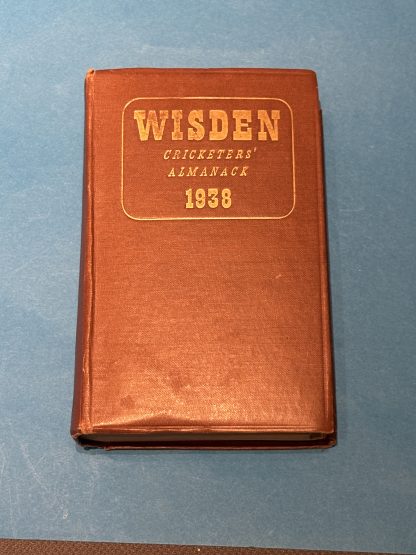 WISDEN
CRICKETERS'
ALMANACK
1938